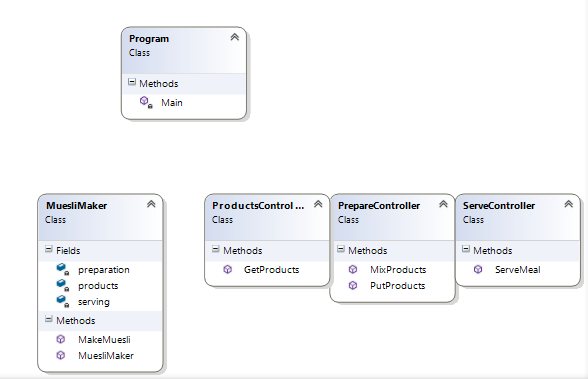 Program
Class
Methods
Main
MuesliMaker
Class
Fields
preparation
products
serving
Methods
MakeMuesli
MuesliMaker
ProductsControl ...
Class
Methods
GetProducts
PrepareController
Class
Methods
MixProducts
PutProducts
ServeController
Class
Methods
ServeMeal